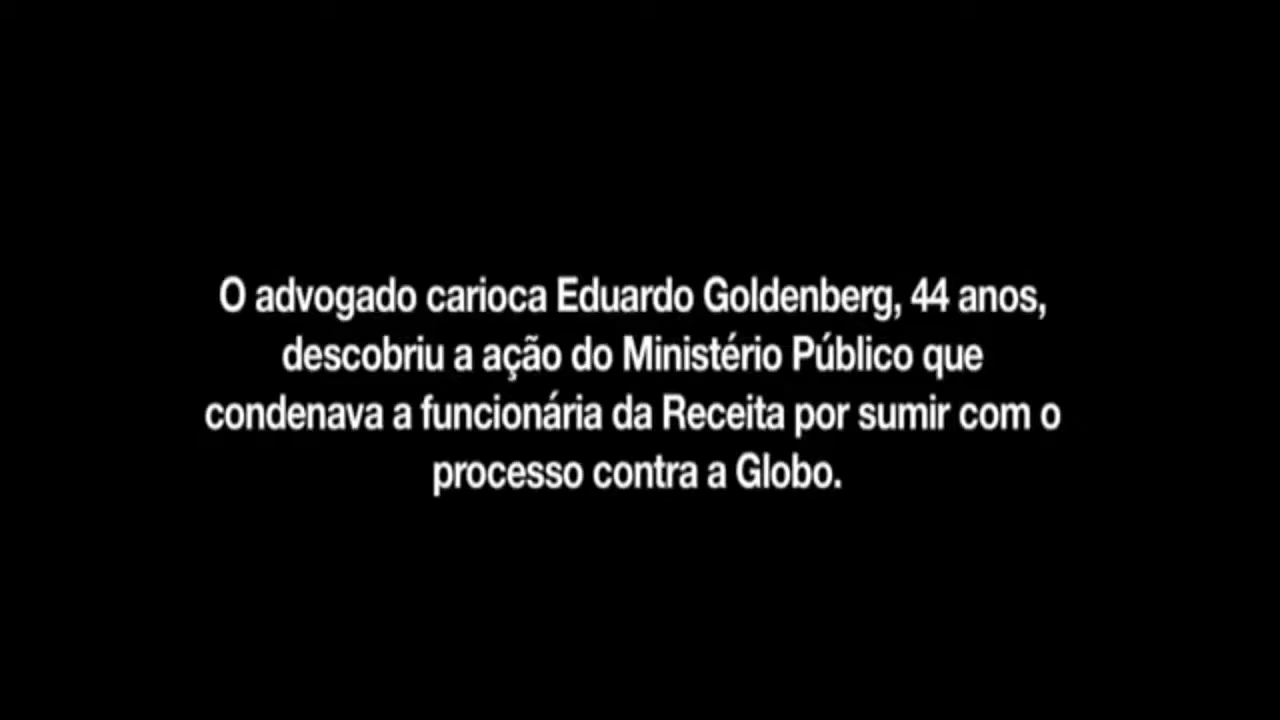 O advogado carioca Eduardo Goldenberg, 44 anos,
descobriu a ação do Ministério Público que
condenava a funcionária da Receita por sumir com o
processo contra a Globo.